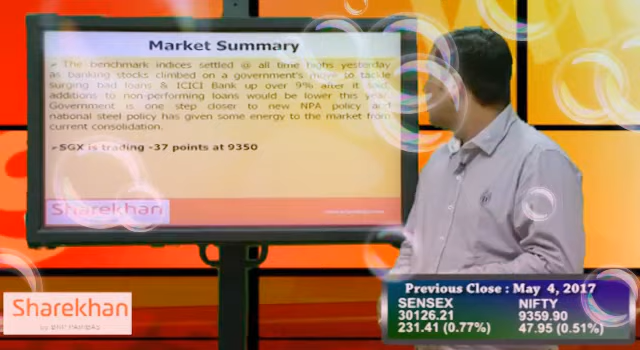 Market Summary
➢ The benchmark indices settled @ all time highs yesterday
as banking stocks climbed on a government's move to tackle
surging bad loans & ICICI Bank up over 9% after it said
additions to non-performing loans would be lower this year.
Government is one step closer to new NPA policy and
national steel policy has given some energy to the market from
current consolidation.
➢SGX is trading -37 points at 9350
Sharekhan
Sharekhan
by BNP PARIBAS
Previous Close : May 4, 2017
SENSEX NIFTY
30126.21 9359.90
231.41 (0.77%) 47.95 (0.51%)